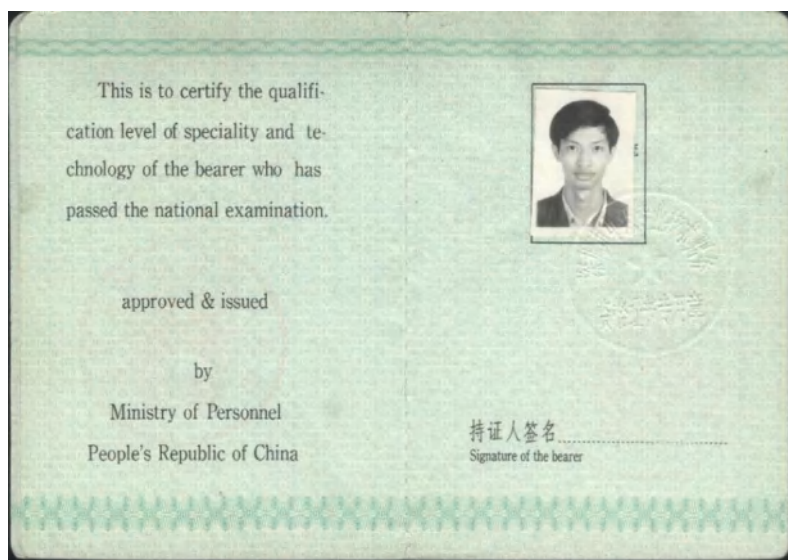 This is to certify the qualifi-
cation level of speciality and te-
chnology of the bearer who has
passed the national examination.
approved & issued
by
Ministry of Personnel
People's Republic of China
持证人签名
Signature of the bearer